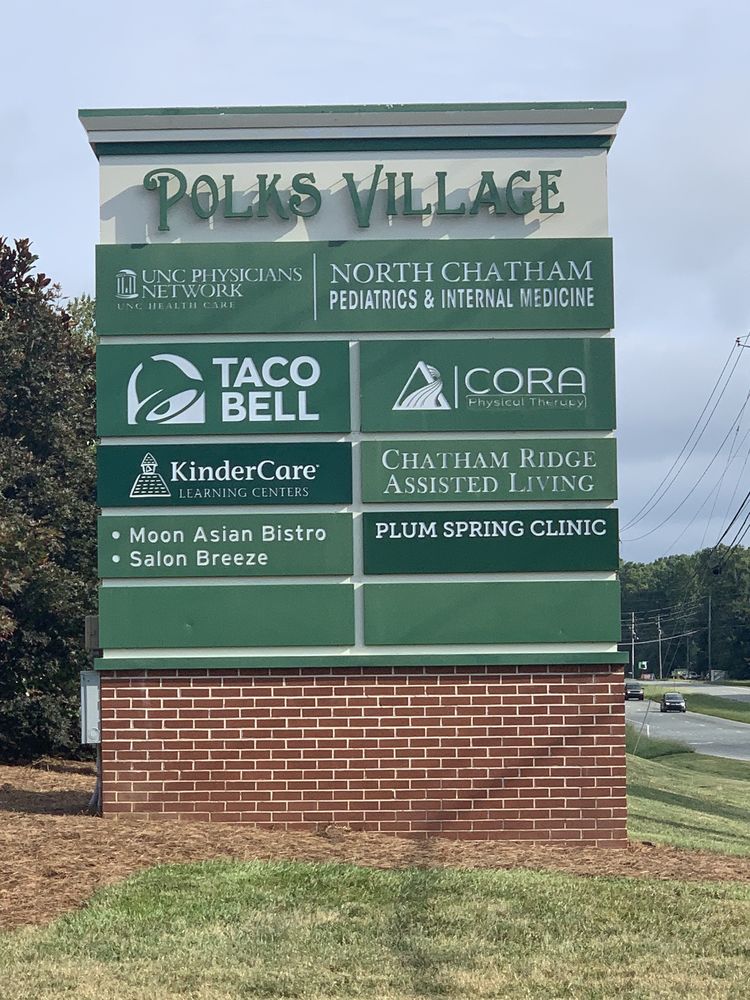 POLKS VILLAGE
UNC PHYSICIANS
NETWORK
UNC HEALTH CARE
NORTH CHATHAM
PEDIATRICS & INTERNAL MEDICINE
TACO
BELL
CORA
Physical Therapy
KinderCare
LEARNING CENTERS
CHATHAM RIDGE
ASSISTED LIVING
• Moon Asian Bistro
• Salon Breeze
PLUM SPRING CLINIC